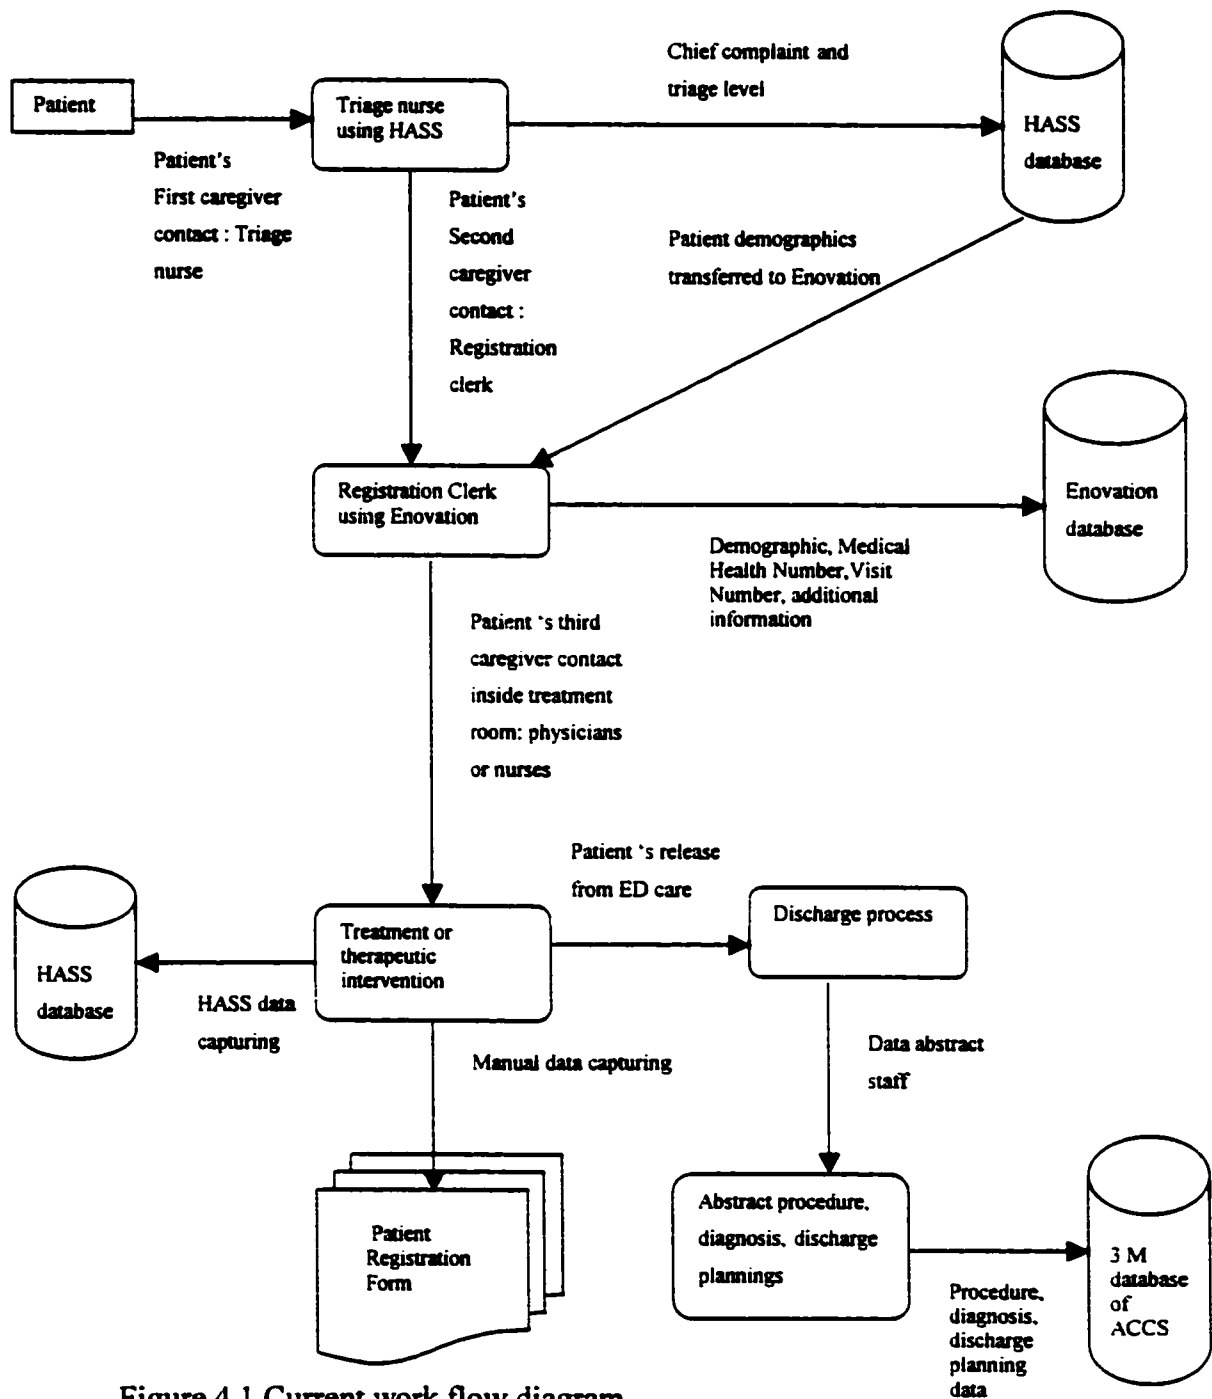 Patient
Triage nurse
using HASS
Chief complaint and
triage level
HASS
database
Patient's
First caregiver
contact : Triage
nurse
Patient's
Second
caregiver
contact :
Registration
clerk
Patient demographics
transferred to Enovation
Registration Clerk
using Enovation
Enovation
database
Demographic, Medical
Health Number,Visit
Number, additional
information
Patient 's third
caregiver contact
inside treatment
room: physicians
or nurses
Patient 's release
from ED care
Discharge process
Treatment or
therapeutic
intervention
HASS
database
HASS data
capturing
Manual data capturing
Data abstract
staff
Patient
Registration
Form
Abstract procedure,
diagnosis, discharge
plannings
3 M
database
of
ACCS
Procedure,
diagnosis,
discharge
planning
data
Figure 4.1 Current work flow diagram